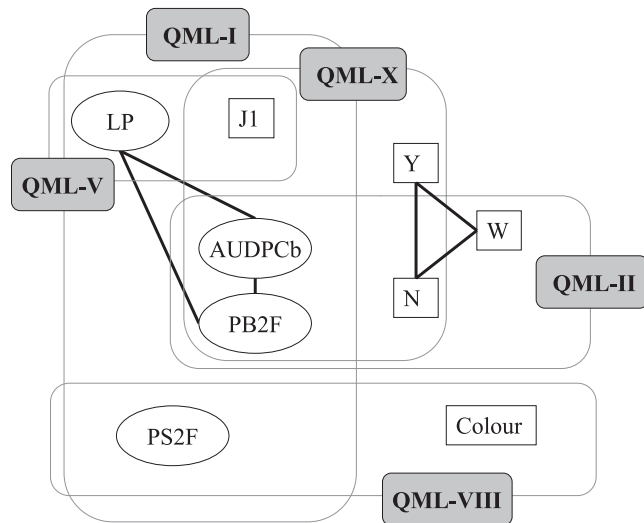 QML-I
QML-X
LP
J1
Y
QML-V
W
AUDPCb
QML-II
N
PB2F
PS2F
Colour
QML-VIII